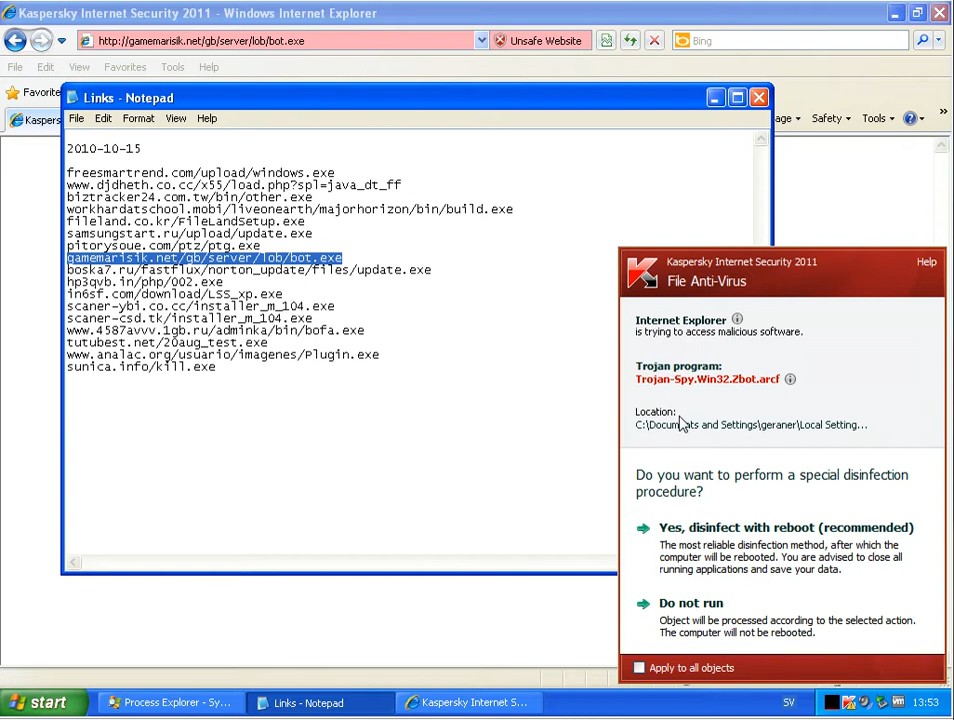 Kaspersky Internet Security 2011 - Windows Internet Explorer
http://gamemarisik.net/gb/server/lob/bot.exe
Unsafe Website
Bing
File Edit View Favorites Tools Help
Favorite
Kaspers
age Safety Tools
»
Links - Notepad
File Edit Format View Help
2010-10-15
freesmartrend.com/upload/windows.exe
www.djdheth.co.cc/x55/load.php?spl=java_dt_ff
biztracker24.com.tw/bin/other.exe
workhardatschool.mobi/liveonearth/majorhorizon/bin/build.exe
fileland.co.kr/FileLandSetup.exe
samsungstart.ru/upload/update.exe
pitorysoue.com/ptz/ptg.exe
gamemarisik.net/gb/server/lob/bot.exe
boska7.ru/fastflux/norton_update/files/update.exe
hp3qvb.in/php/002.exe
in6sf.com/download/LSS_xp.exe
scaner-ybi.co.cc/installer_m_104.exe
scaner-csd.tk/installer_m_104.exe
www.4587avvv.1gb.ru/adminka/bin/bofa.exe
tutubest.net/20aug_test.exe
www.analac.org/usuario/imagenes/Plugin.exe
sunica.info/kill.exe
Kaspersky Internet Security 2011
Help
File Anti-Virus
Internet Explorer
is trying to access malicious software.
Trojan program:
Trojan-Spy.Win32.Zbot.arcf
Location:
C:\Documents and Settings\geraner\Local Setting...
Do you want to perform a special disinfection
procedure?
Yes, disinfect with reboot (recommended)
The most reliable disinfection method, after which the
computer will be rebooted. You are advised to close all
running applications and save your data.
Do not run
Object will be processed according to the selected action.
The computer will not be rebooted.
Apply to all objects
start
Process Explorer - Sy...
Links - Notepad
Kaspersky Internet S...
SV
13:53